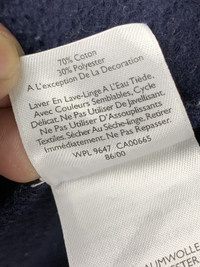 70% Coton
30% Polyester
A L'exception De La Decoration
Laver En Lave-Linge A L'Eau Tiède,
Avec Couleurs Semblables, Cycle
Délicat. Ne Pas Utiliser De Javellisant.
Ne Pas Utiliser D'Assouplissants
Textiles. Sécher Au Sèche-linge. Retirer
Immédiatement. Ne Pas Repasser.
WPL 9647 CA00665
86/00